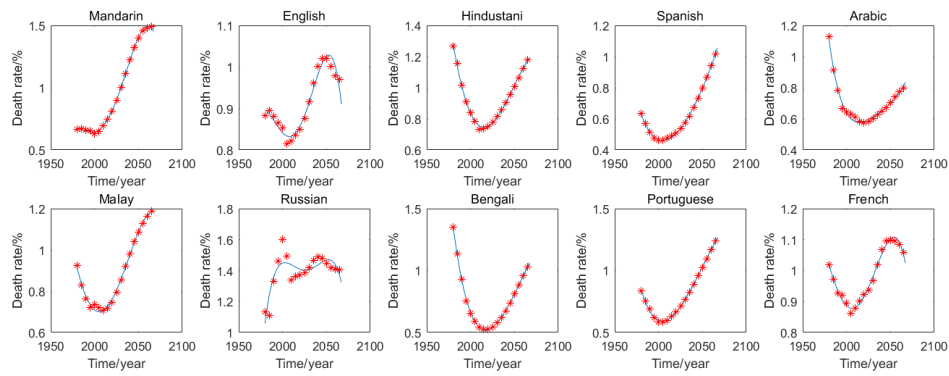 Mandarin English Hindustani Spanish Arabic
1.5 1.1 1.5 1.5 1.2
1 1 1 1
1 0.9 0.8
0.6
0.5 0.8 0.5 0 0.4
1950 2000 2050 2100 1950 2000 2050 2100 1950 2000 2050 2100 1950 2000 2050 2100 1950 2000 2050 2100
Death rate/% Death rate/% Death rate/% Death rate/% Death rate/%
Time/year Time/year Time/year Time/year Time/year
Malay Russian Bengali Portuguese French
1.2 1.8 1.5 1.5 1.2
1.6 1.1
1 1.4 1 1 1
0.8 1.2 0.9
0.6 1 0.5 0.5 0.8
1950 2000 2050 2100 1950 2000 2050 2100 1950 2000 2050 2100 1950 2000 2050 2100 1950 2000 2050 2100
Death rate/% Death rate/% Death rate/% Death rate/% Death rate/%
Time/year Time/year Time/year Time/year Time/year